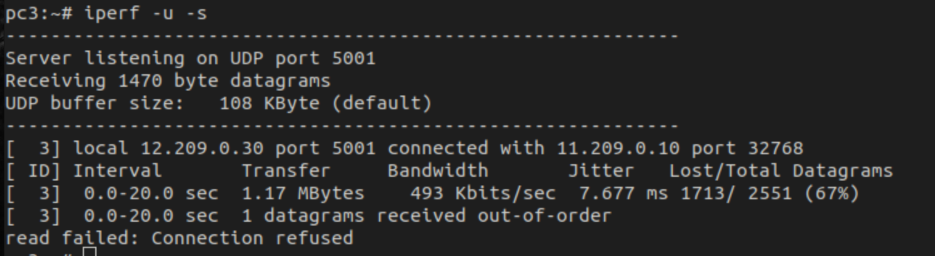 pc3:~# iperf -u -s
------------------------------------------------------------
Server listening on UDP port 5001
Receiving 1470 byte datagrams
UDP buffer size:   108 KByte (default)
------------------------------------------------------------
[  3] local 12.209.0.30 port 5001 connected with 11.209.0.10 port 32768
[ ID] Interval       Transfer     Bandwidth       Jitter   Lost/Total Datagrams
[  3]  0.0-20.0 sec  1.17 MBytes    493 Kbits/sec  7.677 ms 1713/ 2551 (67%)
[  3]  0.0-20.0 sec  1 datagrams received out-of-order
read failed: Connection refused